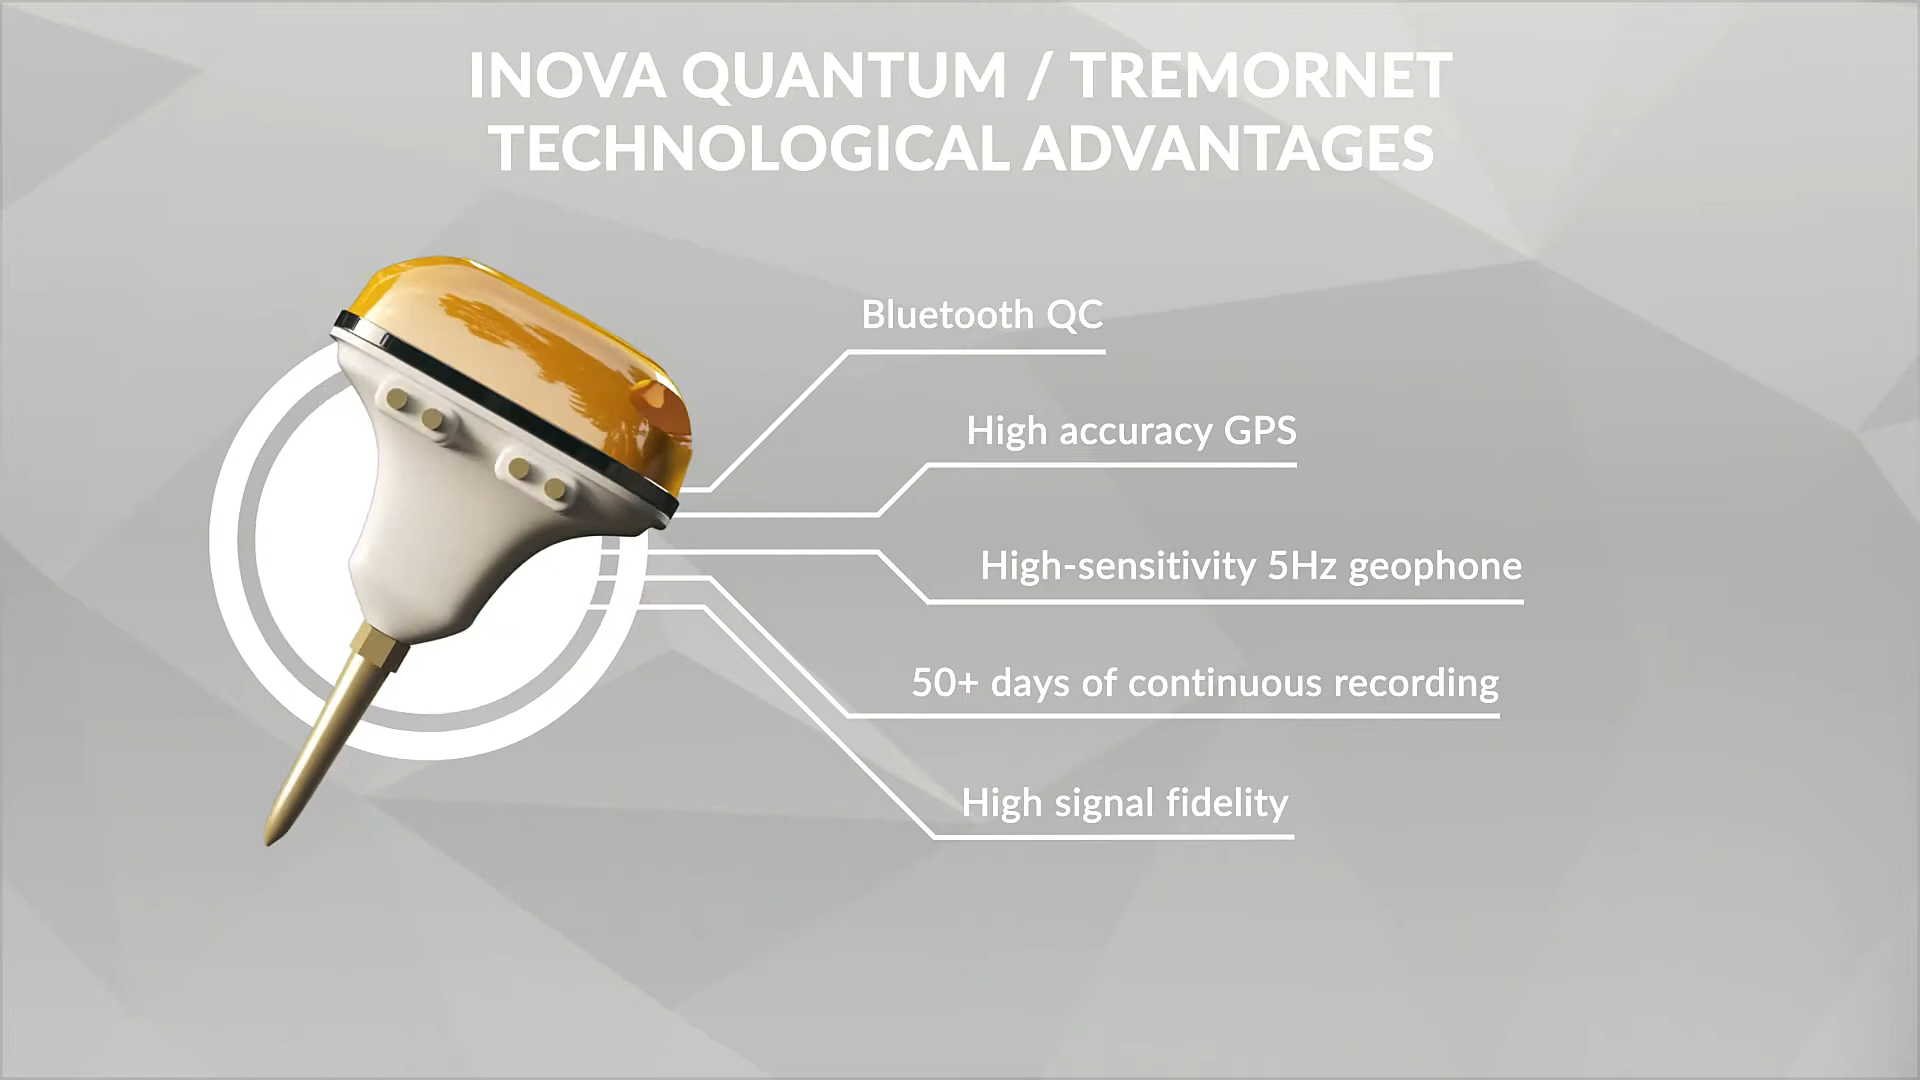 INOVA QUANTUM / TREMORNET
TECHNOLOGICAL ADVANTAGES
Bluetooth QC
High accuracy GPS
High-sensitivity 5Hz geophone
50+ days of continuous recording
High signal fidelity